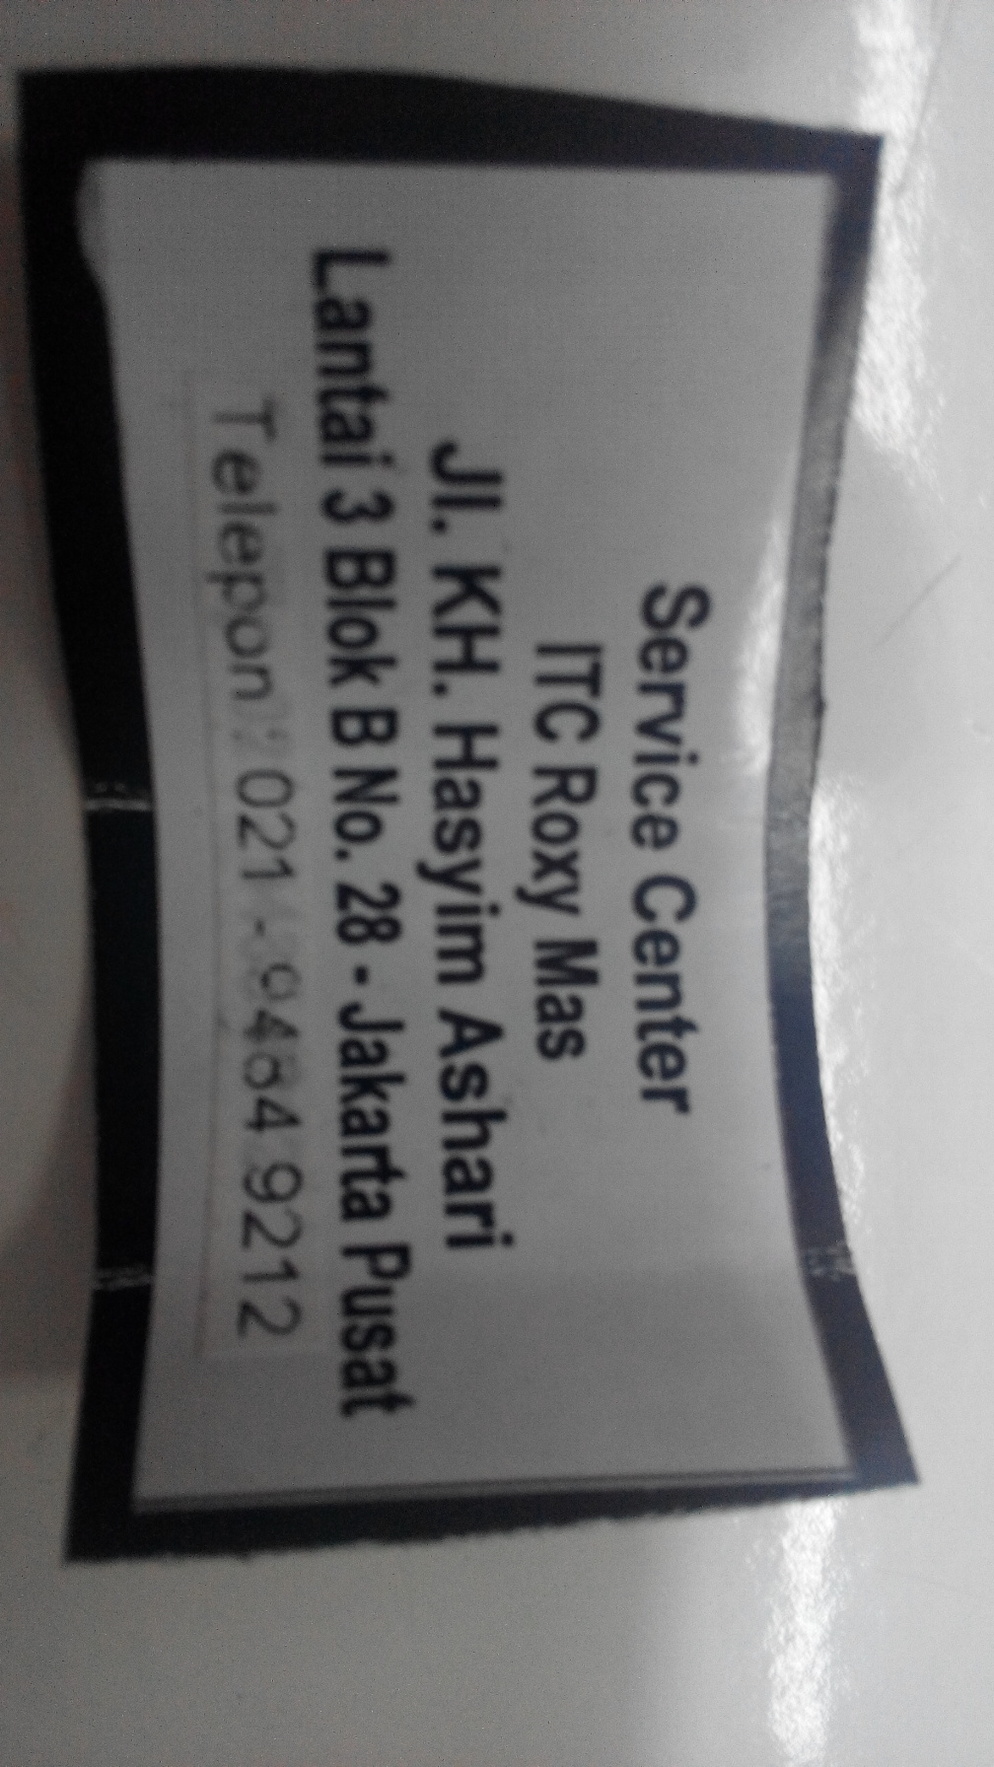 Service Center
ITC Roxy Mas
Jl. KH. Hasyim Ashari
Lantai 3 Blok B No. 28 - Jakarta Pusat
Telepon : 021 - 9484 9212